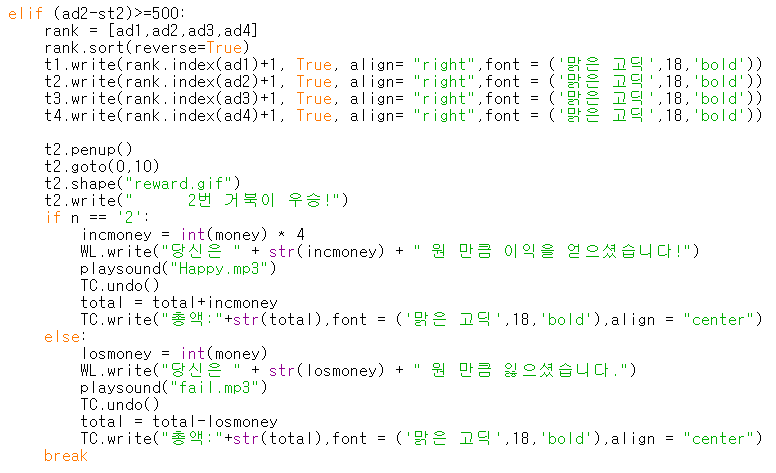 elif (ad2-st2)>=500:
    rank = [ad1,ad2,ad3,ad4]
    rank.sort(reverse=True)
    t1.write(rank.index(ad1)+1, True, align= "right",font = ('맑은 고딕',18,'bold'))
    t2.write(rank.index(ad2)+1, True, align= "right",font = ('맑은 고딕',18,'bold'))
    t3.write(rank.index(ad3)+1, True, align= "right",font = ('맑은 고딕',18,'bold'))
    t4.write(rank.index(ad4)+1, True, align= "right",font = ('맑은 고딕',18,'bold'))

    t2.penup()
    t2.goto(0,10)
    t2.shape("reward.gif")
    t2.write("      2번 거북이 우승!")
    if n == '2':
        incmoney = int(money) * 4
        WL.write("당신은 " + str(incmoney) + " 원 만큼 이익을 얻으셨습니다!")
        playsound("Happy.mp3")
        TC.undo()
        total = total+incmoney
        TC.write("총액:"+str(total),font = ('맑은 고딕',18,'bold'),align = "center")
    else:
        losmoney = int(money)
        WL.write("당신은 " + str(losmoney) + " 원 만큼 잃으셨습니다.")
        playsound("fail.mp3")
        TC.undo()
        total = total-losmoney
        TC.write("총액:"+str(total),font = ('맑은 고딕',18,'bold'),align = "center")
    break